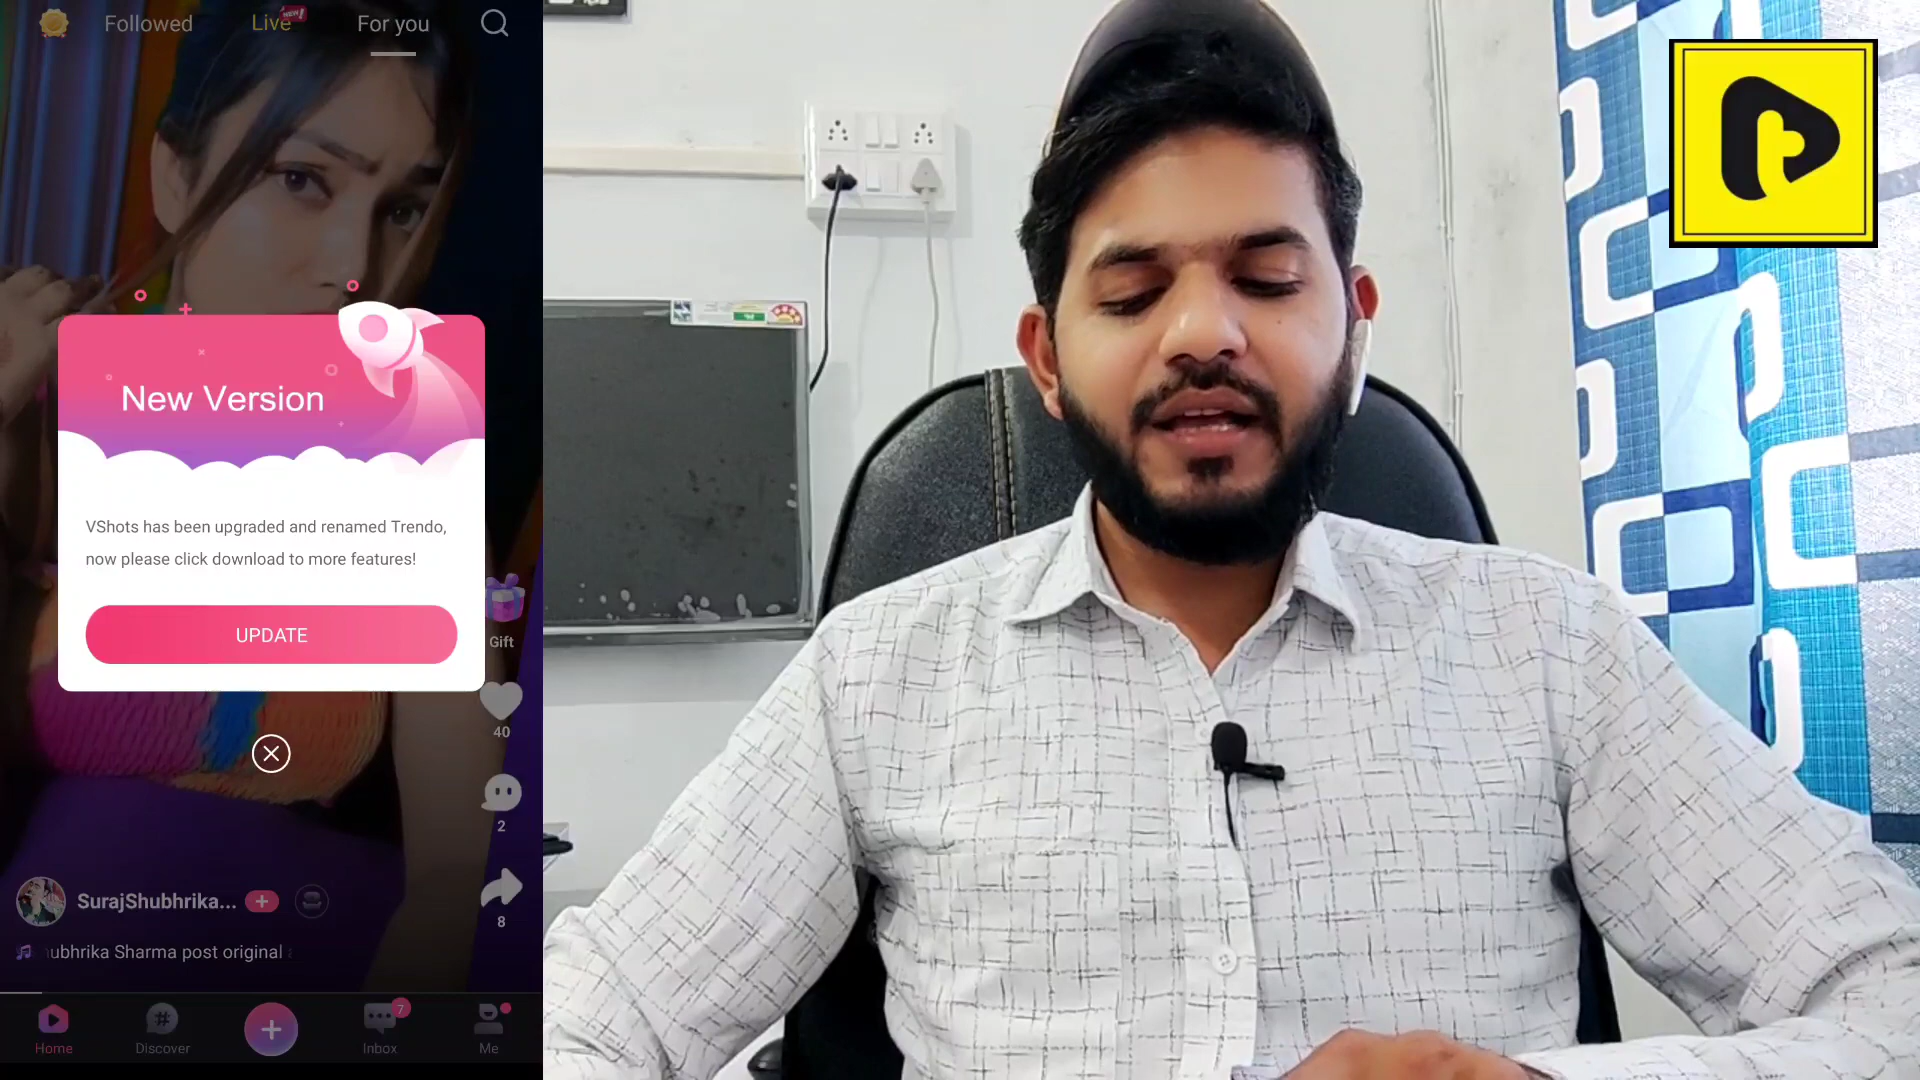 Followed
Live
NEW!
For you
New Version
VShots has been upgraded and renamed Trendo,
now please click download to more features!
UPDATE
Gift
40
2
8
SurajShubhrika...
ubhrika Sharma post original
Home
Discover
Inbox
7
Me